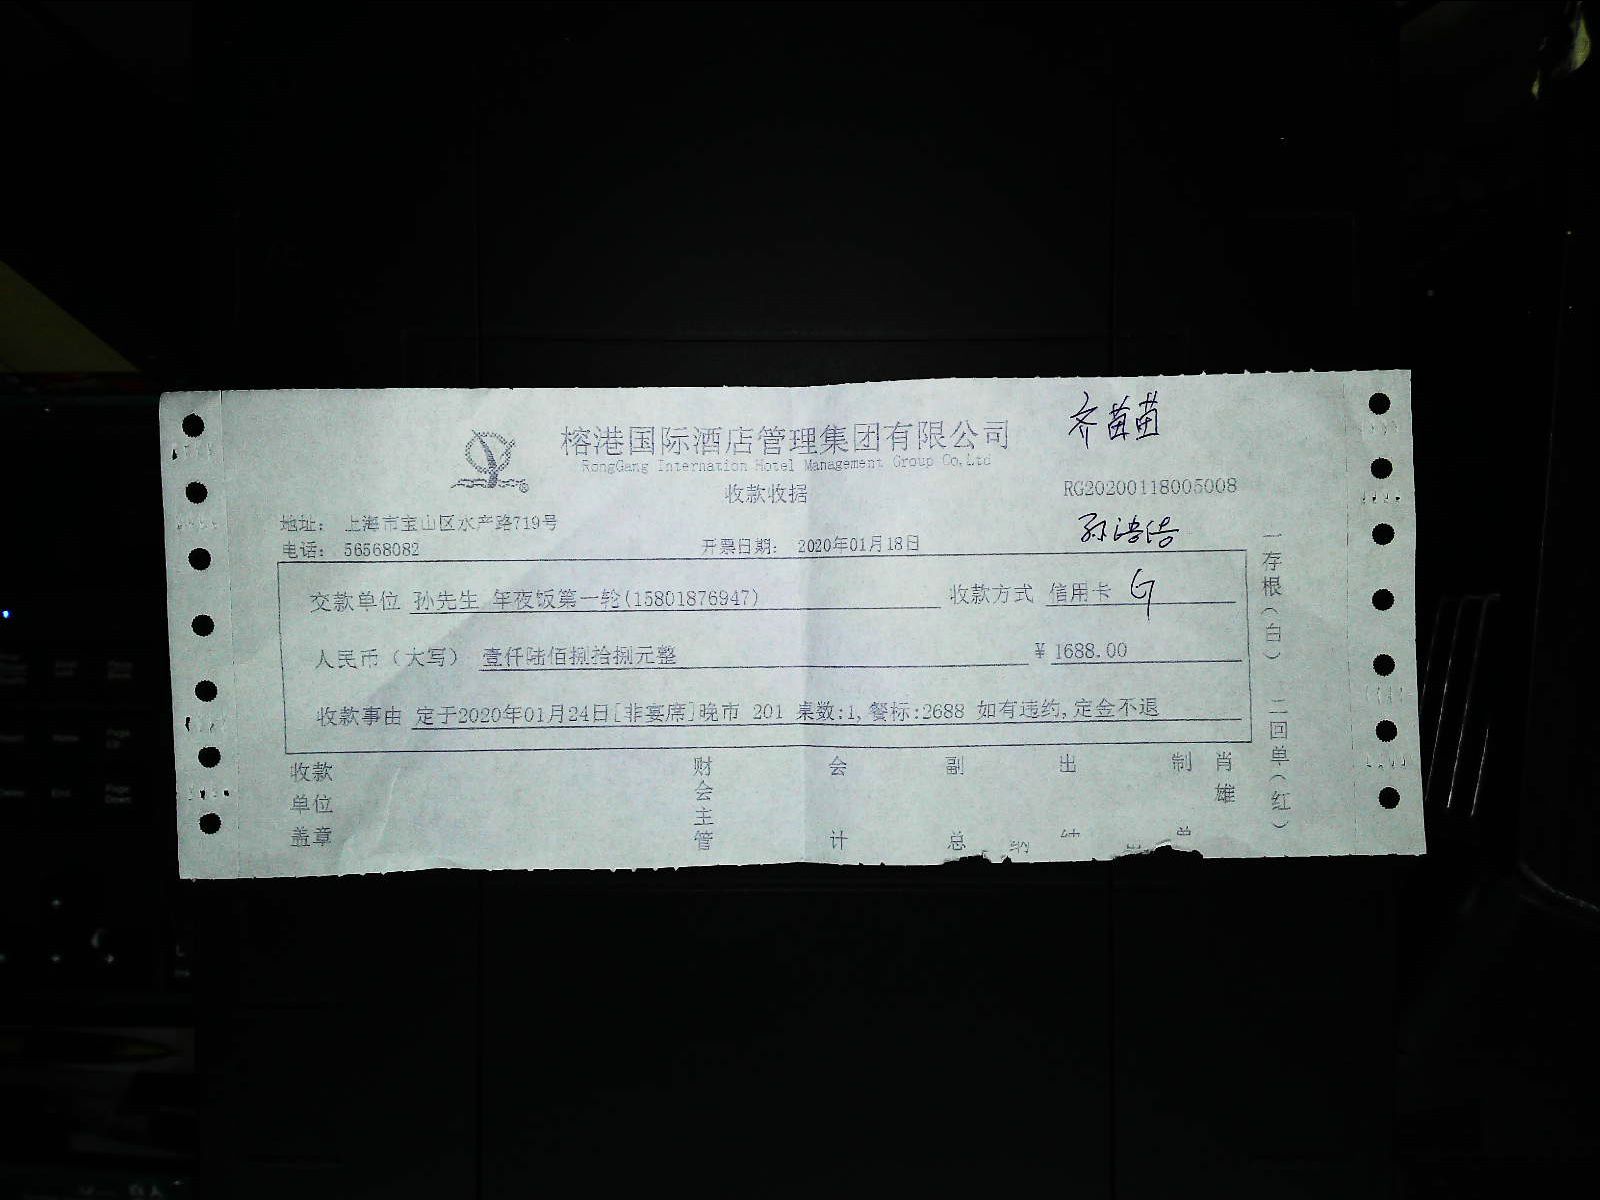 齐苗苗
榕港国际酒店管理集团有限公司
RongGang Internation Hotel Management Group Co,Ltd
收款收据
RG20200118005008
地址： 上海市宝山区水产路719号
孙浩浩
电话： 56568082
开票日期： 2020年01月18日
交款单位 孙先生 年夜饭第一轮(15801876947) 收款方式 信用卡 G
人民币（大写） 壹仟陆佰捌拾捌元整 ¥ 1688.00
收款事由 定于2020年01月24日[非宴席]晚市 201 桌数:1,餐标:2688 如有违约,定金不退
收款单位盖章 财会主管 会计 副总 出纳 制单 肖雄
一存根（白） 二回单（红）